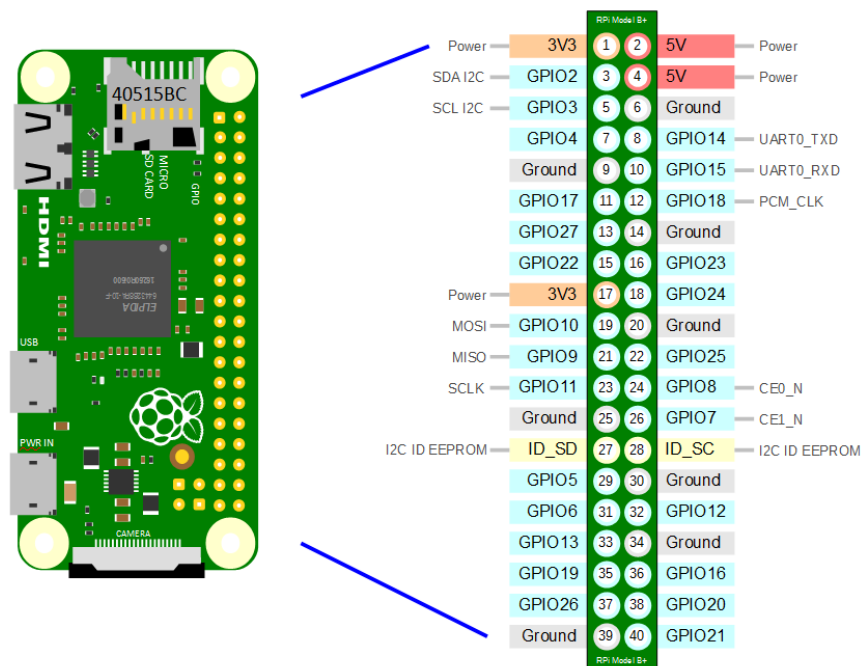 RPi Model B+
Power 3V3 1 2 5V Power
SDA I2C GPIO2 3 4 5V Power
SCL I2C GPIO3 5 6 Ground
GPIO4 7 8 GPIO14 UART0_TXD
Ground 9 10 GPIO15 UART0_RXD
GPIO17 11 12 GPIO18 PCM_CLK
GPIO27 13 14 Ground
GPIO22 15 16 GPIO23
Power 3V3 17 18 GPIO24
MOSI GPIO10 19 20 Ground
MISO GPIO9 21 22 GPIO25
SCLK GPIO11 23 24 GPIO8 CE0_N
Ground 25 26 GPIO7 CE1_N
I2C ID EEPROM ID_SD 27 28 ID_SC I2C ID EEPROM
GPIO5 29 30 Ground
GPIO6 31 32 GPIO12
GPIO13 33 34 Ground
GPIO19 35 36 GPIO16
GPIO26 37 38 GPIO20
Ground 39 40 GPIO21
RPi Model B+
40515BC
MICRO
SD CARD
GPIO
HDMI
ELPIDA
USB
PWR IN
CAMERA